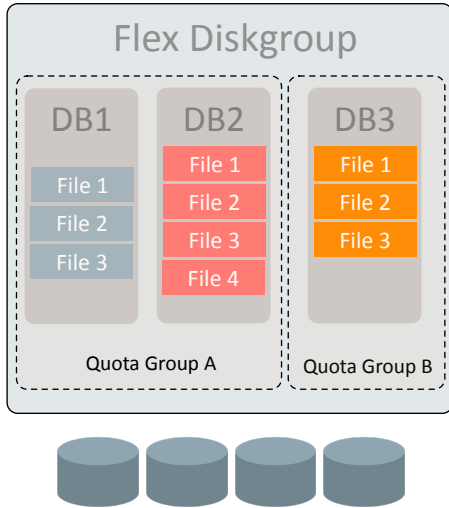 Flex Diskgroup
DB1
File 1
File 2
File 3
DB2
File 1
File 2
File 3
File 4
Quota Group A
DB3
File 1
File 2
File 3
Quota Group B